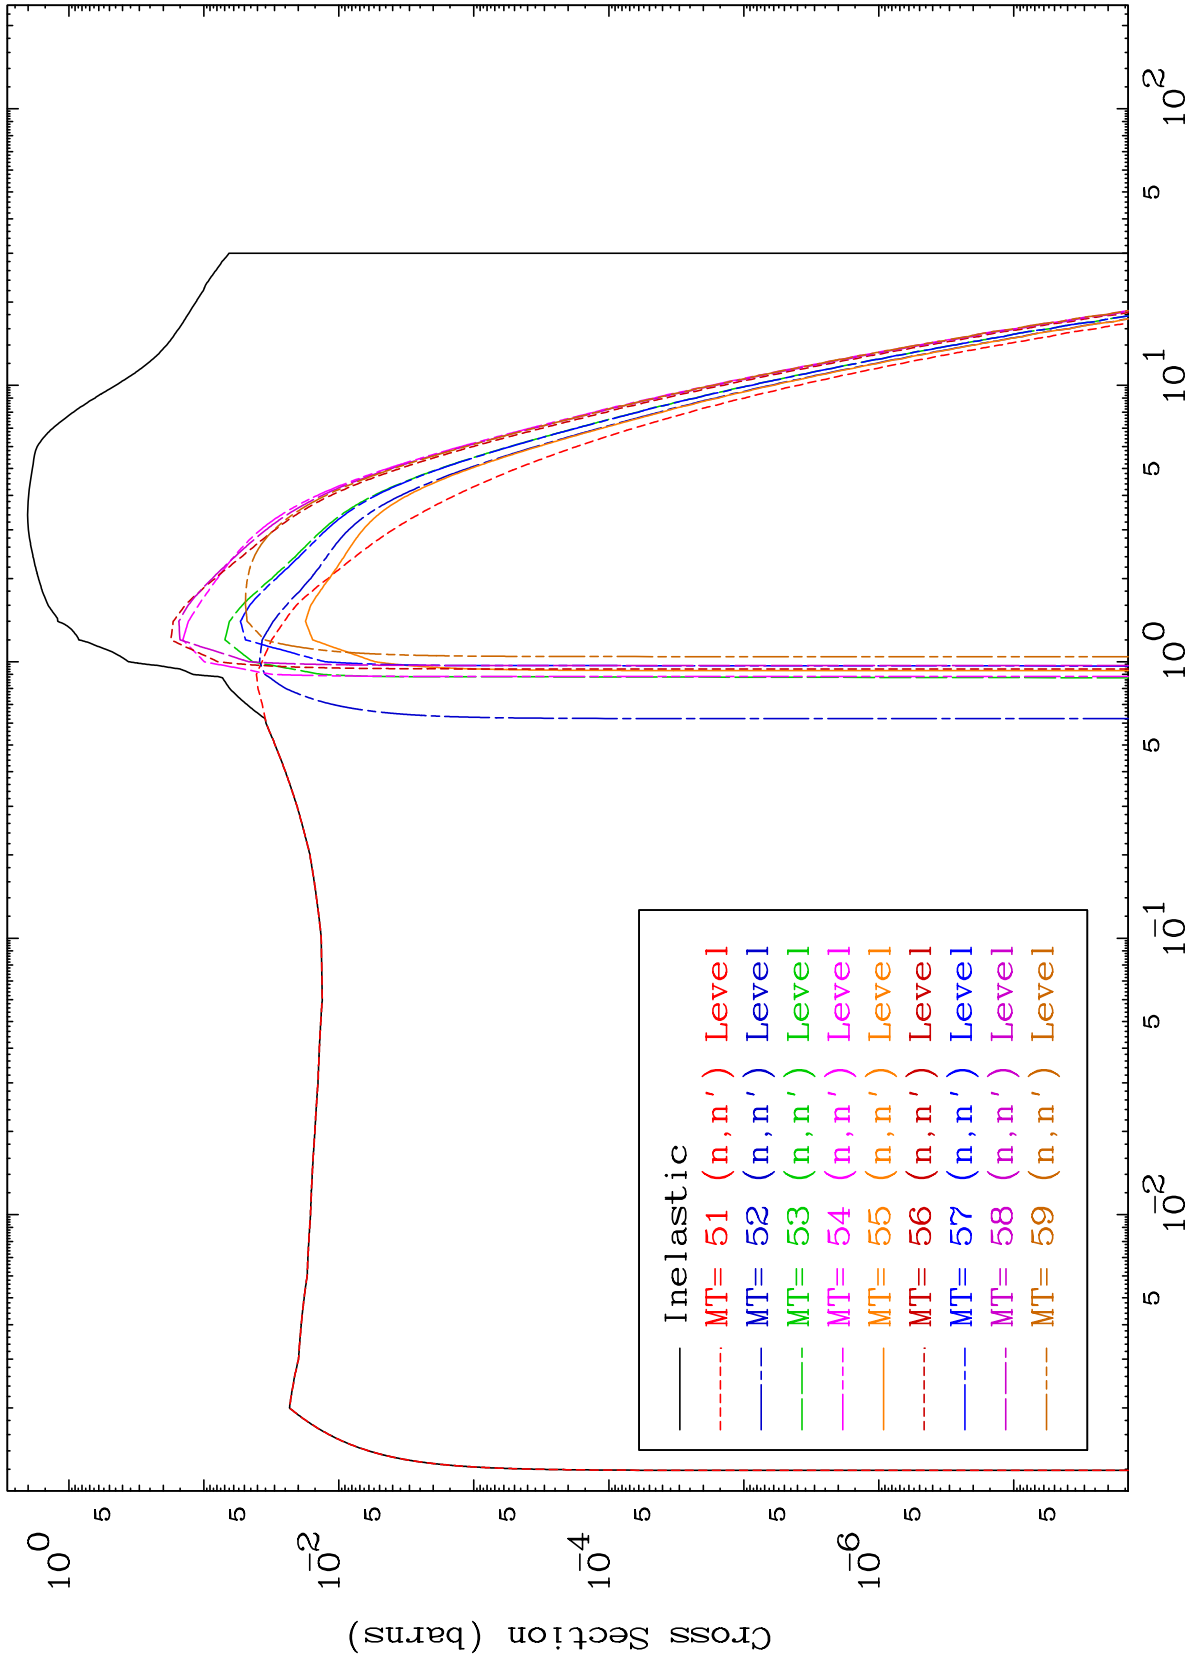 Cross Section (barns)
10^0
5
5
10^-2
5
5
10^-4
5
5
10^-6
5
5
Inelastic
MT= 51 (n,n') Level
MT= 52 (n,n') Level
MT= 53 (n,n') Level
MT= 54 (n,n') Level
MT= 55 (n,n') Level
MT= 56 (n,n') Level
MT= 57 (n,n') Level
MT= 58 (n,n') Level
MT= 59 (n,n') Level
5
10^-2
5
10^-1
5
10^0
5
10^1
5
10^2